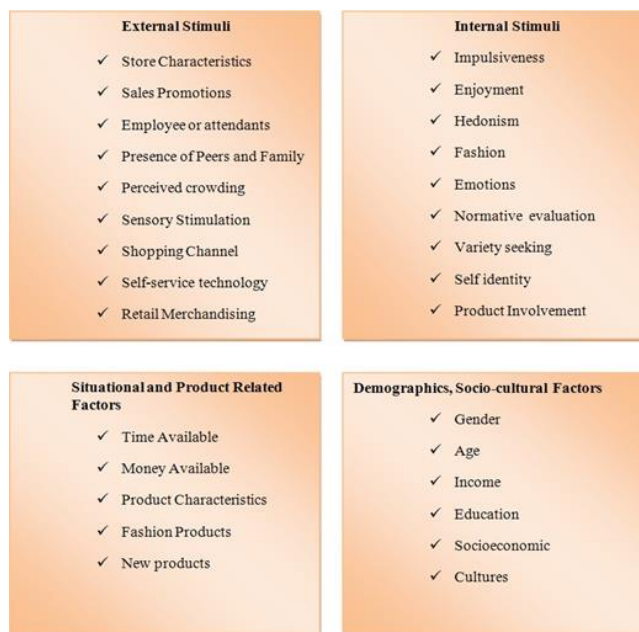 External Stimuli
✓ Store Characteristics
✓ Sales Promotions
✓ Employee or attendants
✓ Presence of Peers and Family
✓ Perceived crowding
✓ Sensory Stimulation
✓ Shopping Channel
✓ Self-service technology
✓ Retail Merchandising
Internal Stimuli
✓ Impulsiveness
✓ Enjoyment
✓ Hedonism
✓ Fashion
✓ Emotions
✓ Normative evaluation
✓ Variety seeking
✓ Self identity
✓ Product Involvement
Situational and Product Related
Factors
✓ Time Available
✓ Money Available
✓ Product Characteristics
✓ Fashion Products
✓ New products
Demographics, Socio-cultural Factors
✓ Gender
✓ Age
✓ Income
✓ Education
✓ Socioeconomic
✓ Cultures